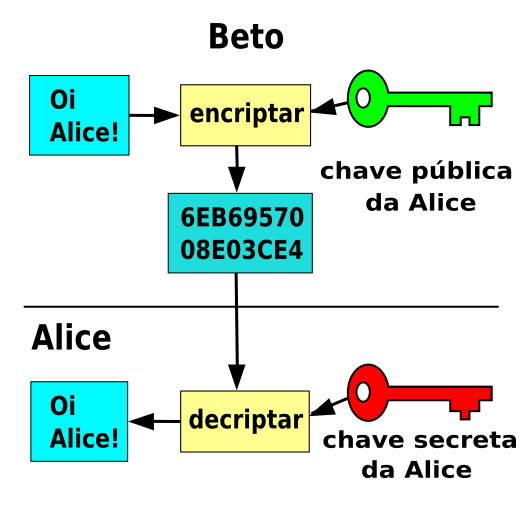 Beto
Oi
Alice!
encriptar
chave pública
da Alice
6EB69570
08E03CE4
Alice
Oi
Alice!
decriptar
chave secreta
da Alice